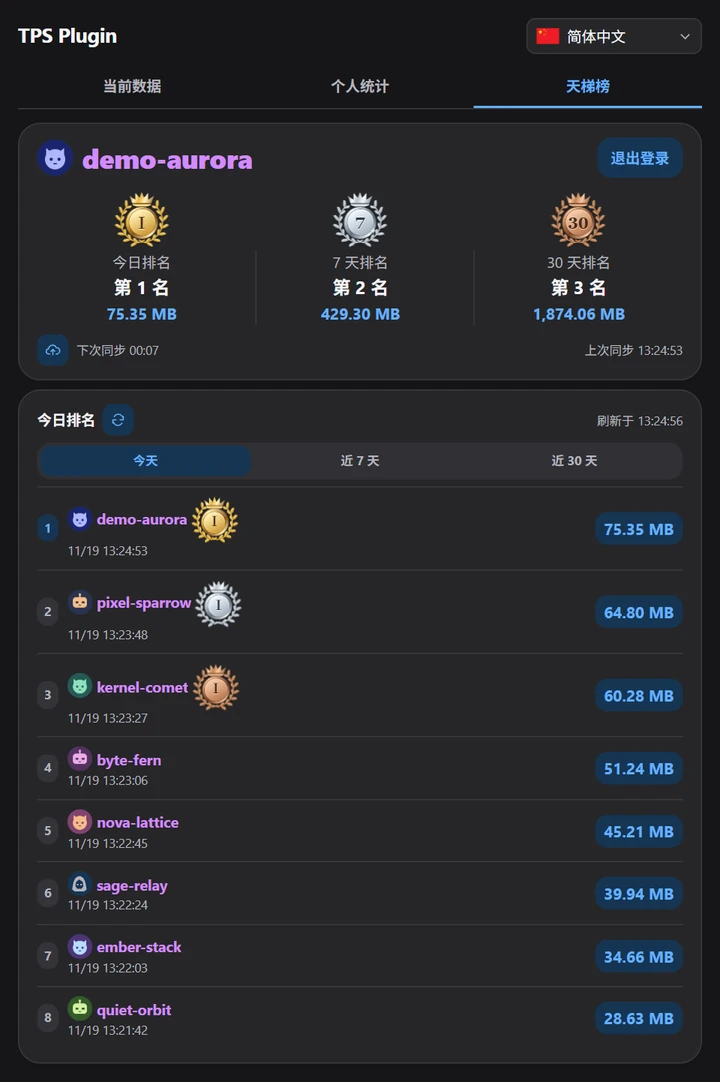 TPS Plugin
简体中文
当前数据 个人统计 天梯榜
demo-aurora
退出登录
I 7 30
今日排名 7 天排名 30 天排名
第 1 名 第 2 名 第 3 名
75.35 MB 429.30 MB 1,874.06 MB
下次同步 00:07 上次同步 13:24:53
今日排名 刷新于 13:24:56
今天 近 7 天 近 30 天
1 demo-aurora I 75.35 MB
11/19 13:24:53
2 pixel-sparrow I 64.80 MB
11/19 13:23:48
3 kernel-comet I 60.28 MB
11/19 13:23:27
4 byte-fern 51.24 MB
11/19 13:23:06
5 nova-lattice 45.21 MB
11/19 13:22:45
6 sage-relay 39.94 MB
11/19 13:22:24
7 ember-stack 34.66 MB
11/19 13:22:03
8 quiet-orbit 28.63 MB
11/19 13:21:42